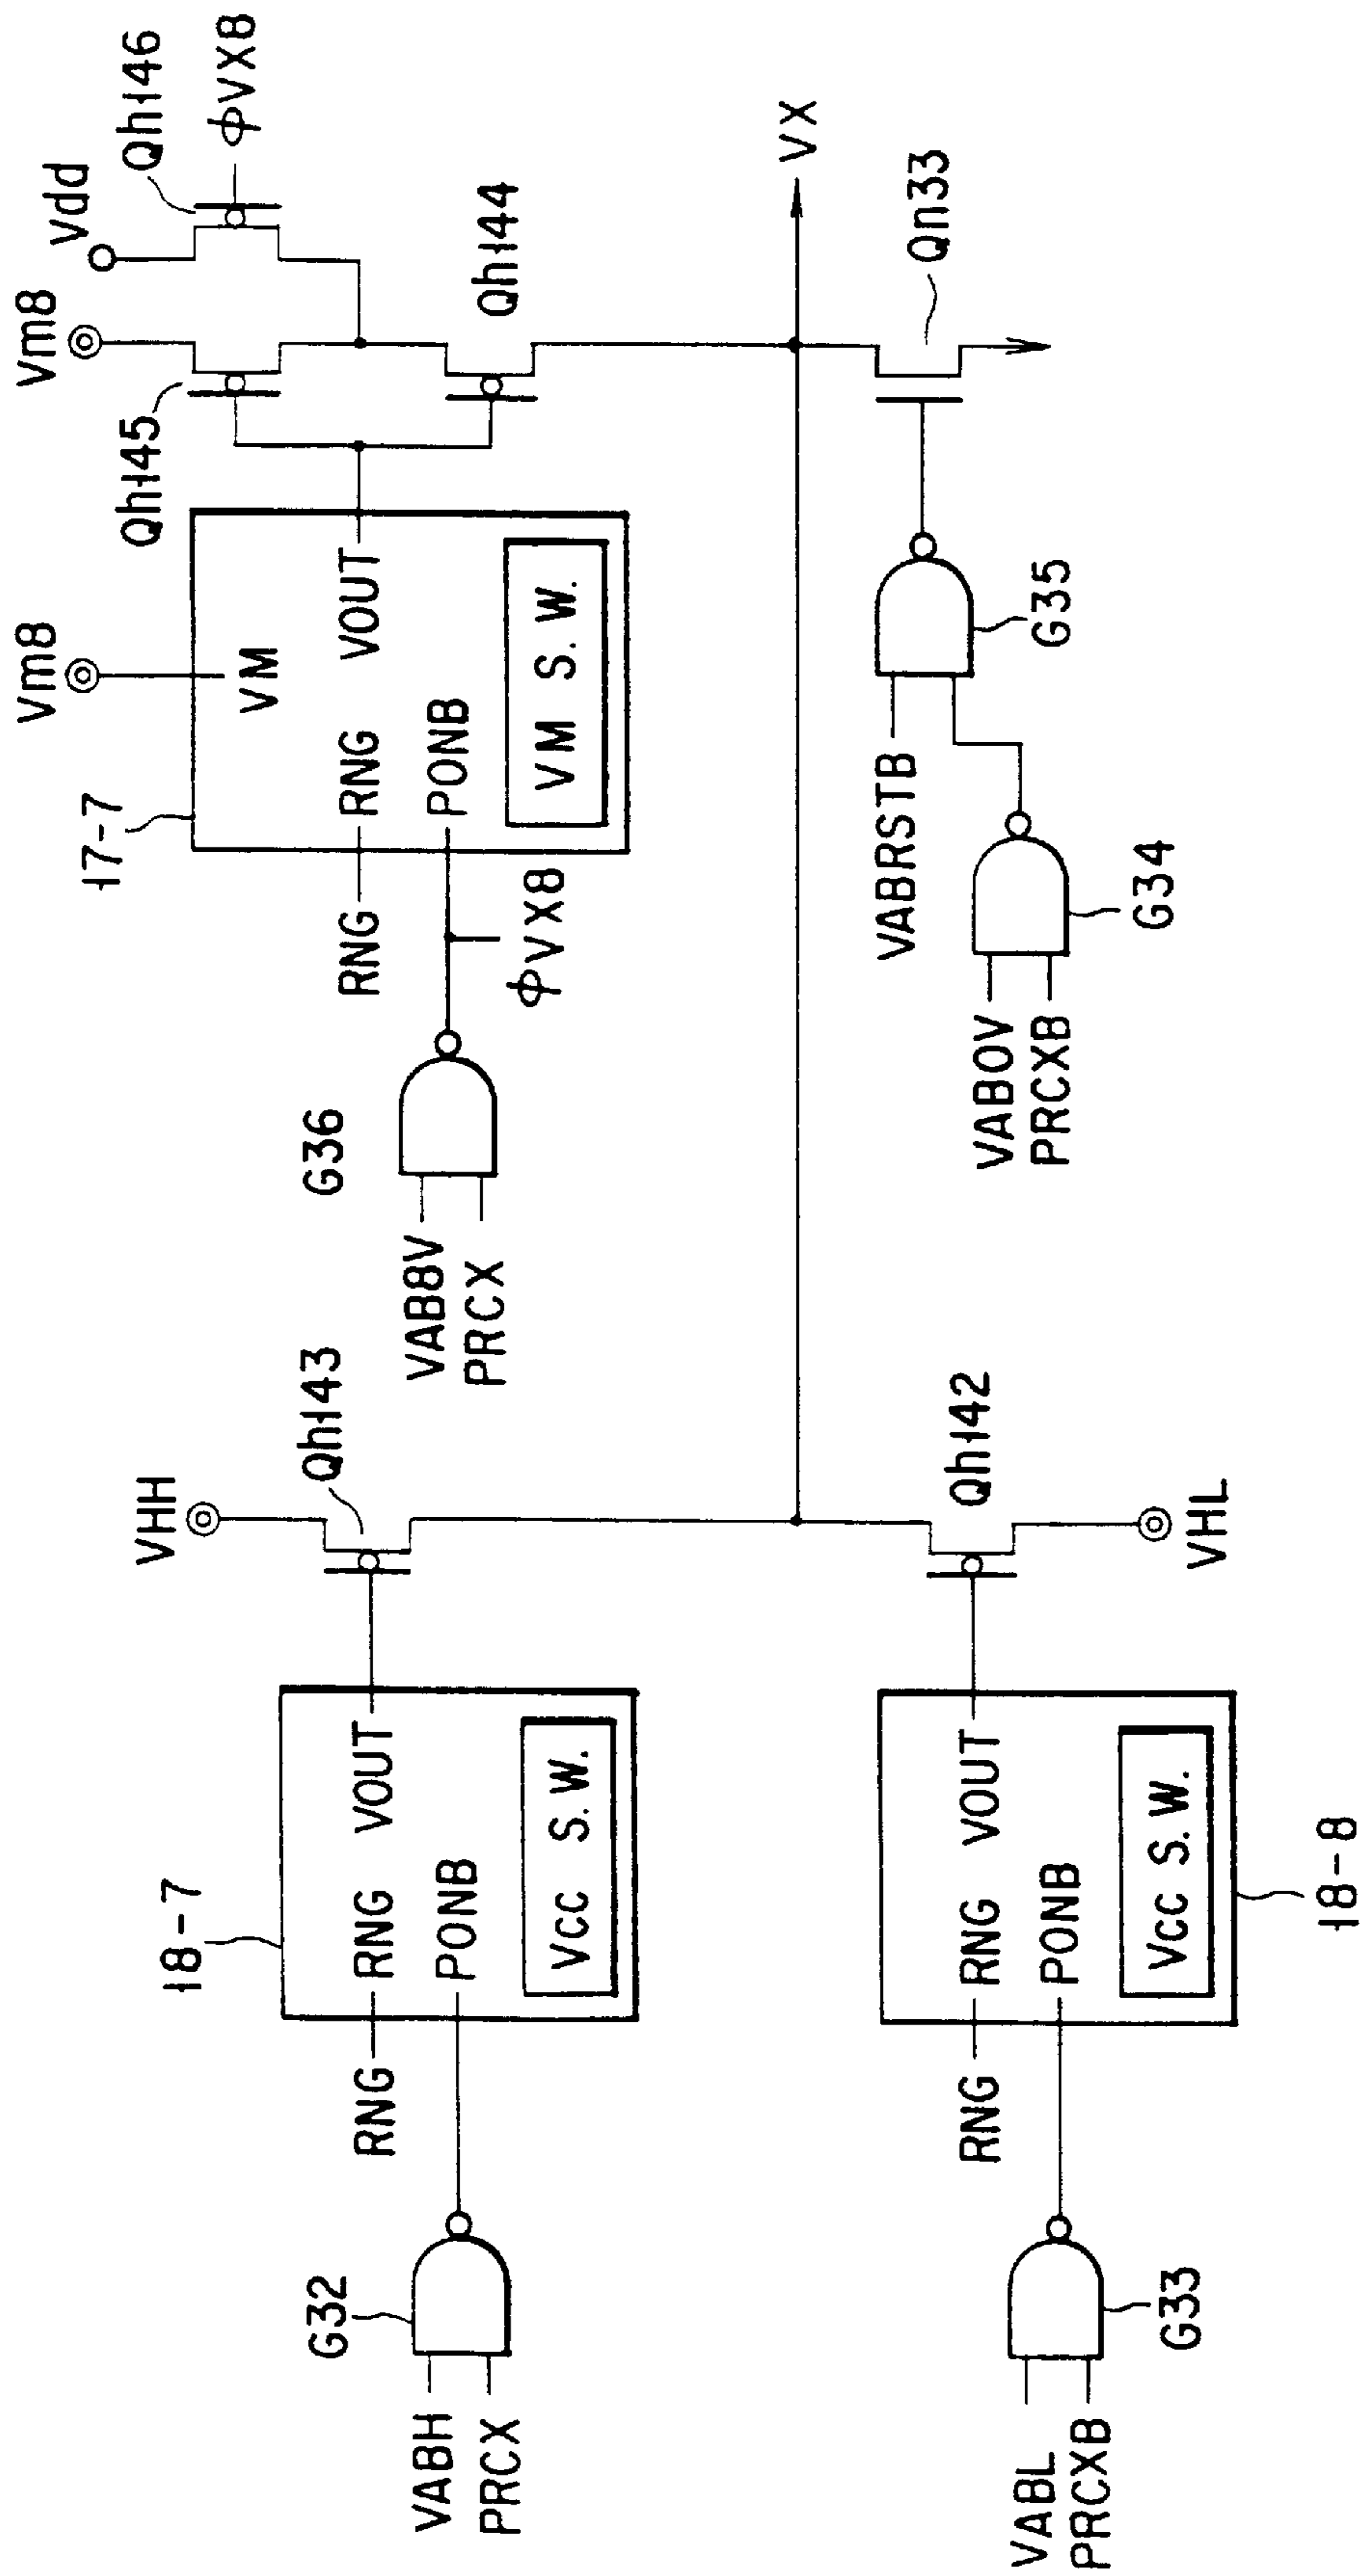 VHH
Qh143
18-7
RNG
RNG
VOUT
PONB
Vcc S.W.
G32
VABH
PRCX
Vm8
Vm8
Vdd
Qh146
ϕVX8
Qh145
17-7
VM
RNG
RNG
VOUT
PONB
VM S.W.
G36
ϕVX8
VAB8V
PRCX
Qh144
VX
RNG
RNG
VOUT
PONB
Vcc S.W.
18-8
Qh142
VHL
G33
VABL
PRCXB
VABRSTB
G35
Qn33
VAB0V
PRCXB
G34